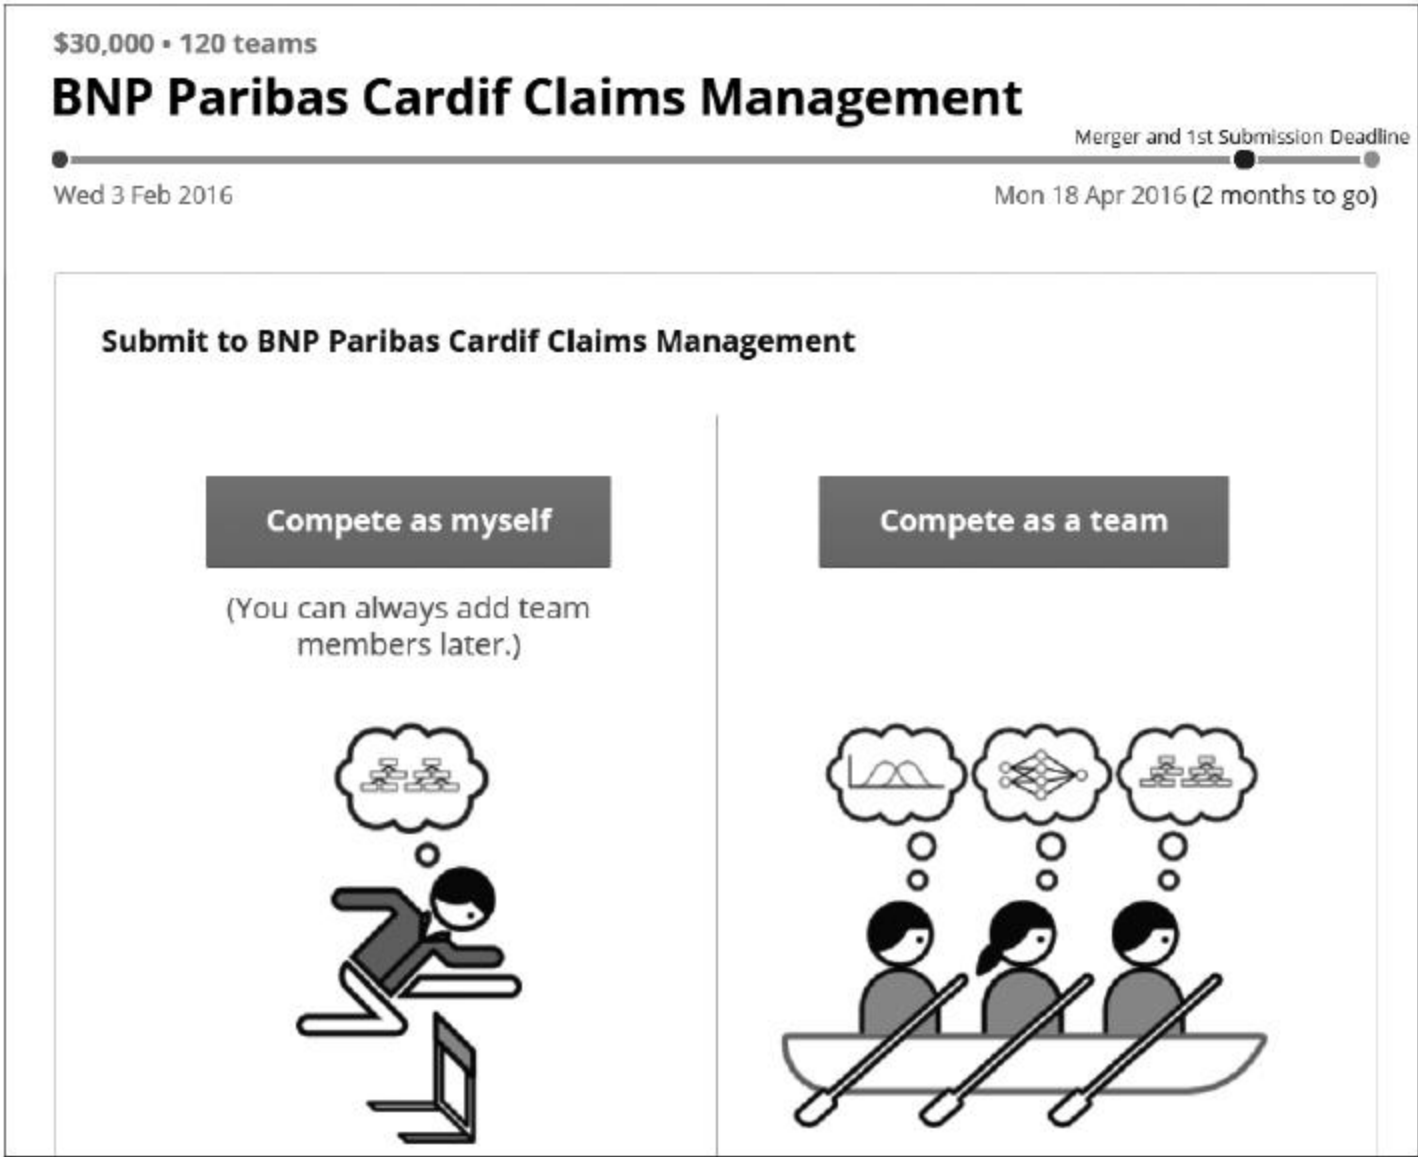 $30,000 • 120 teams
BNP Paribas Cardif Claims Management
Merger and 1st Submission Deadline
Wed 3 Feb 2016
Mon 18 Apr 2016 (2 months to go)
Submit to BNP Paribas Cardif Claims Management
Compete as myself
(You can always add team
members later.)
Compete as a team